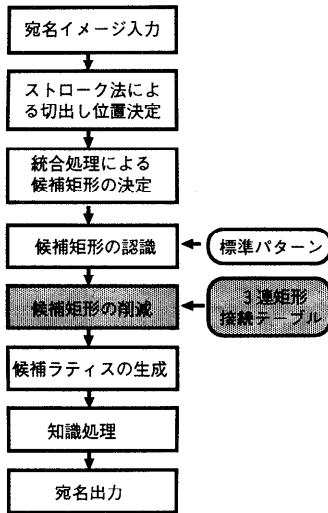 宛名イメージ入力
ストローク法によ
る切出し位置決定
統合処理による
候補矩形の決定
候補矩形の認識
標準パターン
候補矩形の削減
3連矩形
接続テーブル
候補ラティスの生成
知識処理
宛名出力